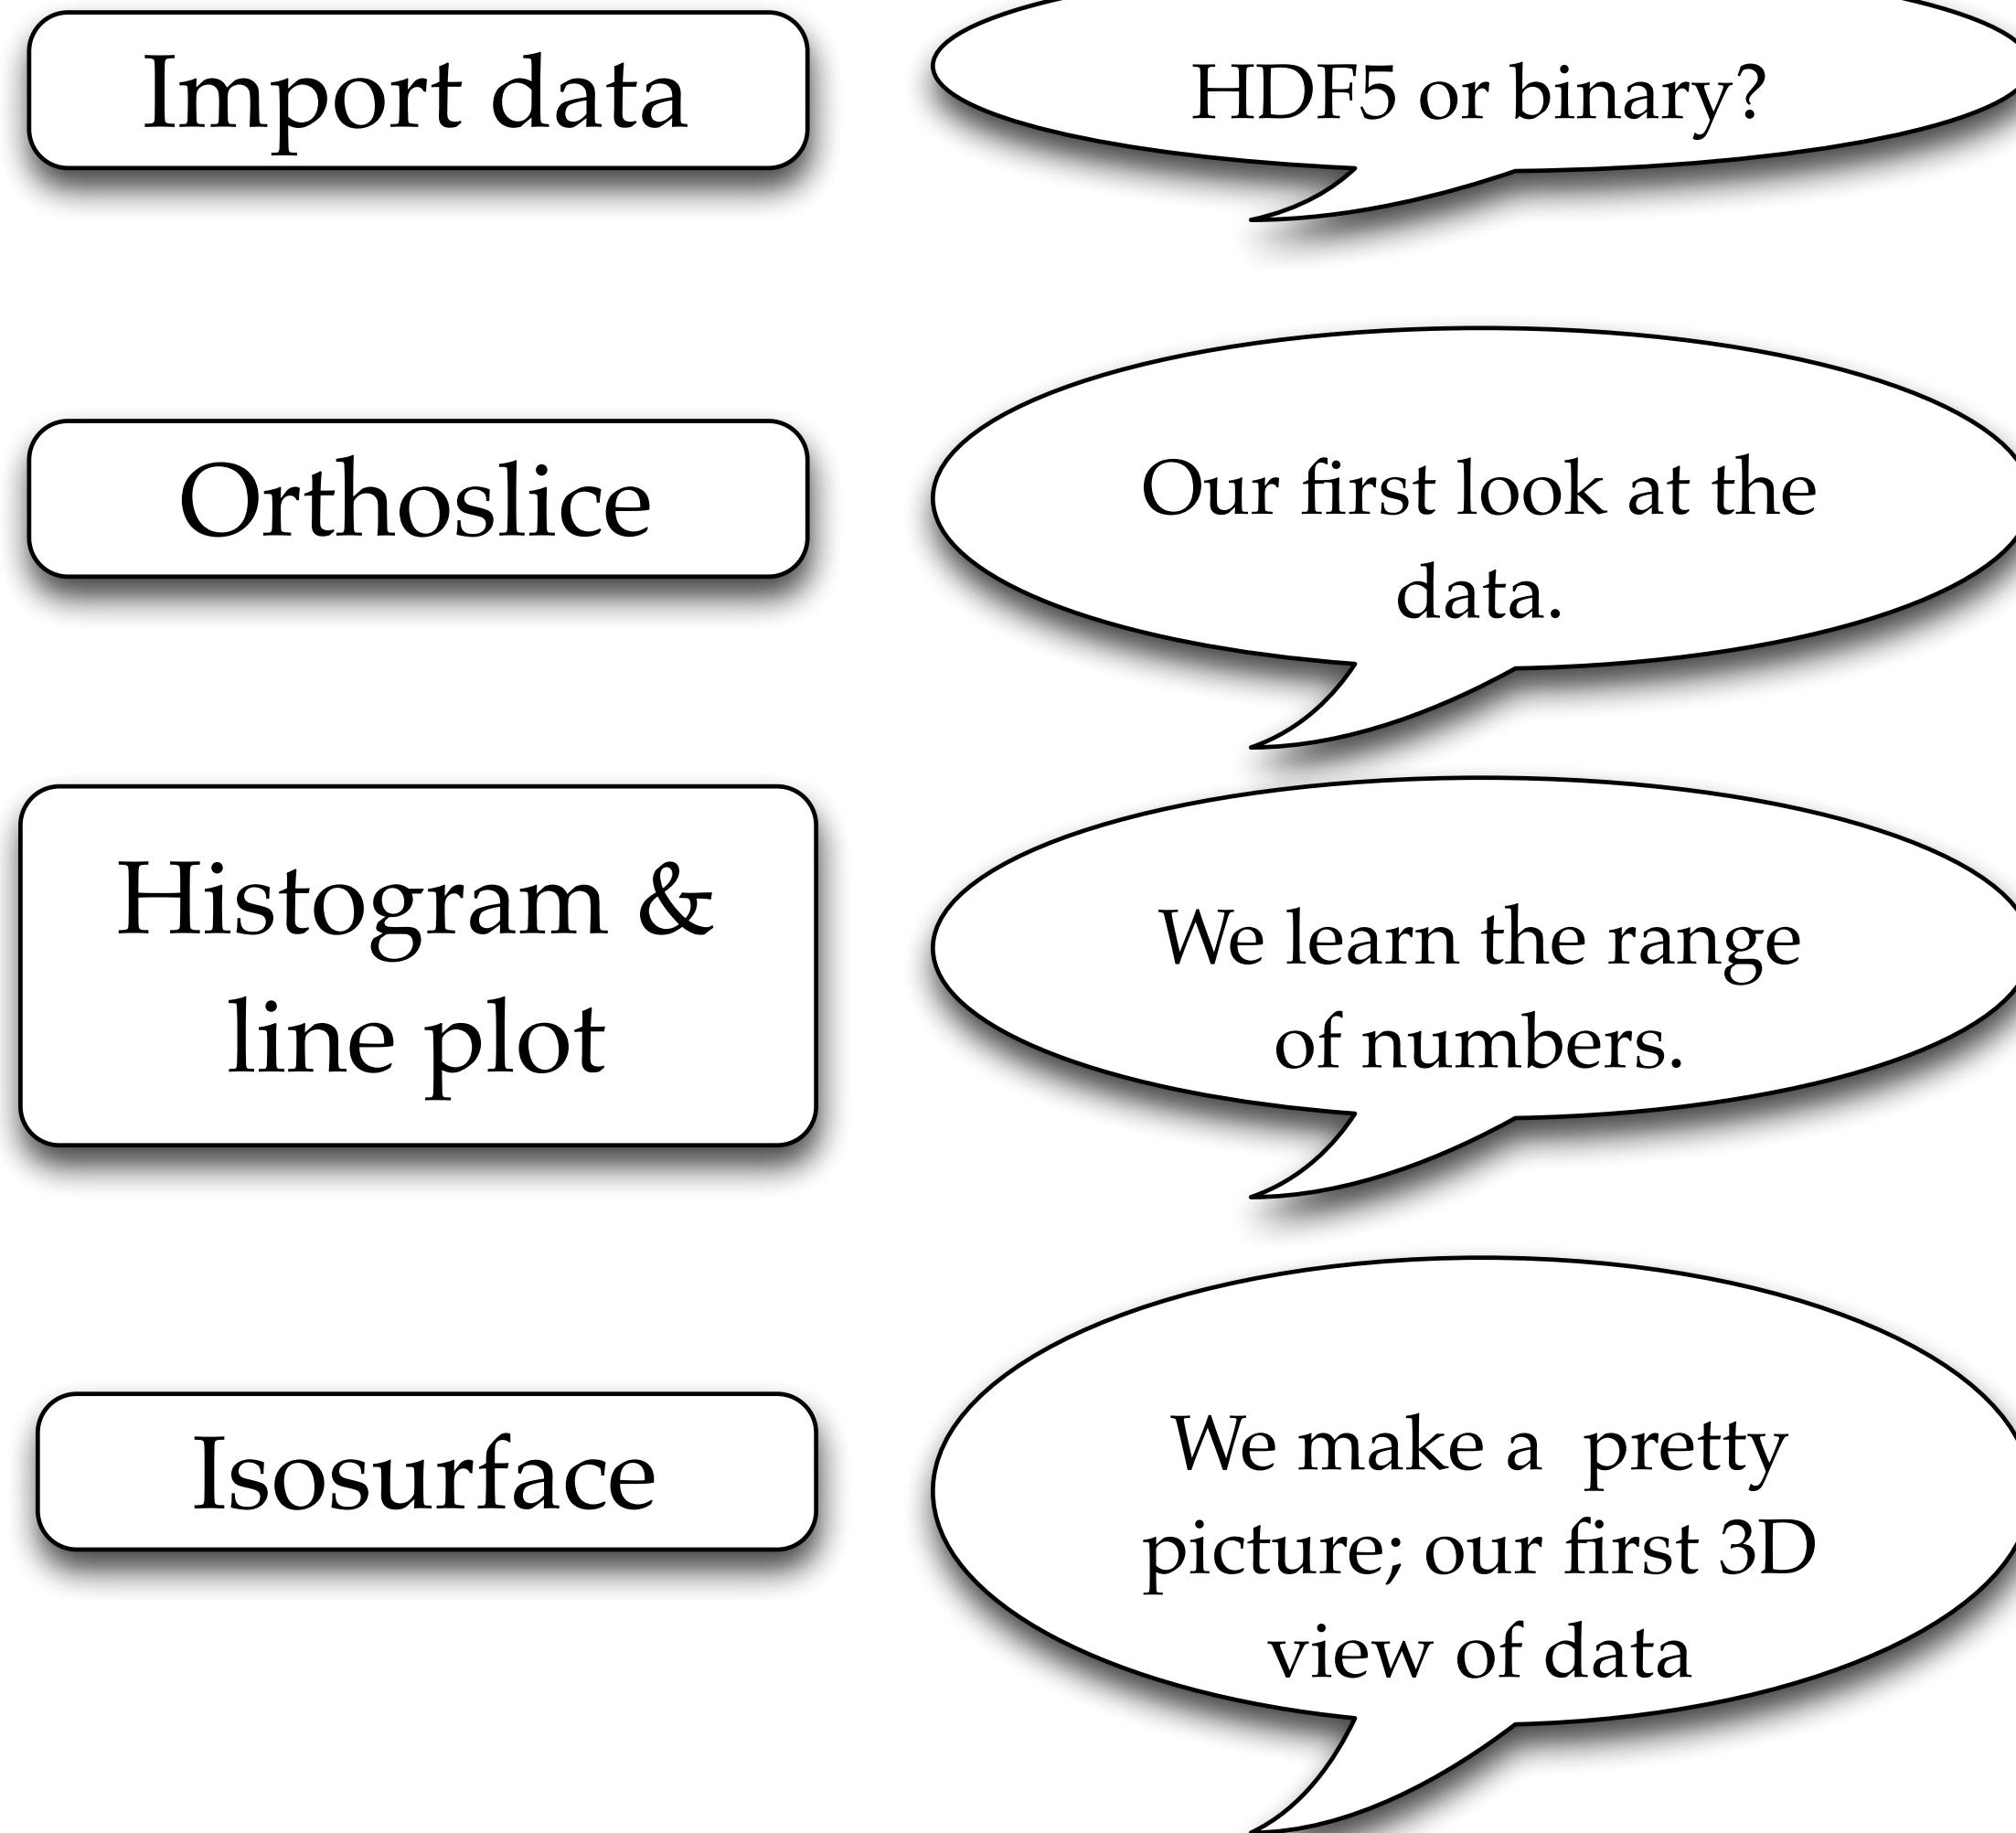 Import data
HDF5 or binary?
Orthoslice
Our first look at the
data.
Histogram &
line plot
We learn the range
of numbers.
Isosurface
We make a  pretty
picture; our first 3D
view of data